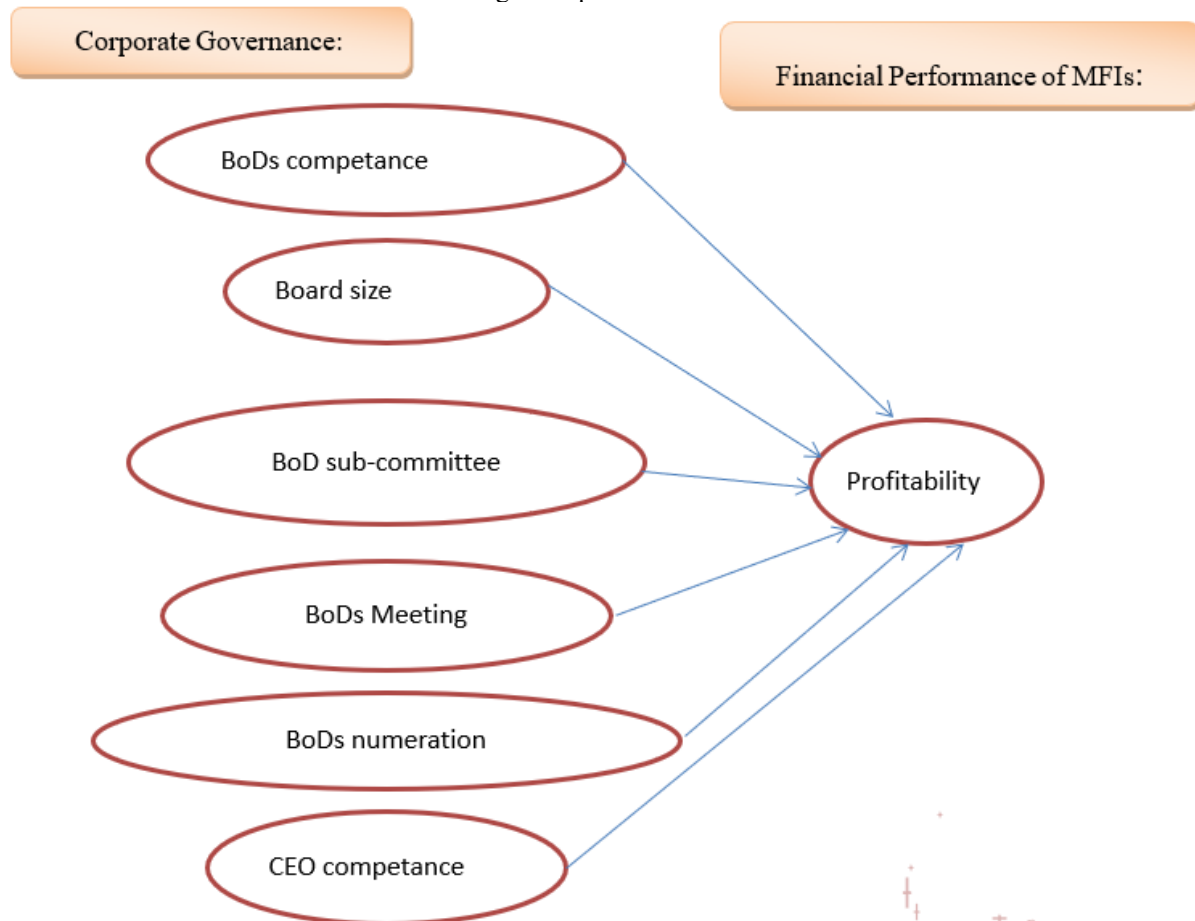 Corporate Governance:
Financial Performance of MFIs:
BoDs competance
Board size
BoD sub-committee
Profitability
BoDs Meeting
BoDs numeration
CEO competance